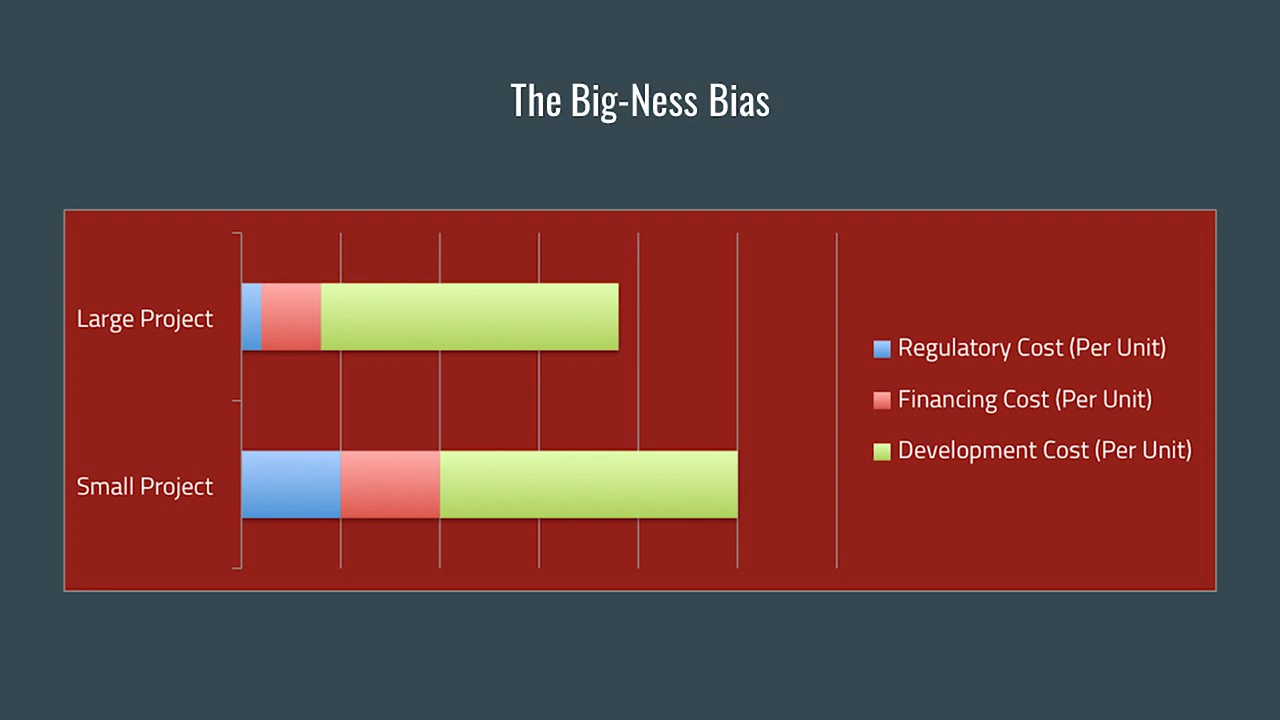 The Big-Ness Bias
Large Project
Small Project
Regulatory Cost (Per Unit)
Financing Cost (Per Unit)
Development Cost (Per Unit)